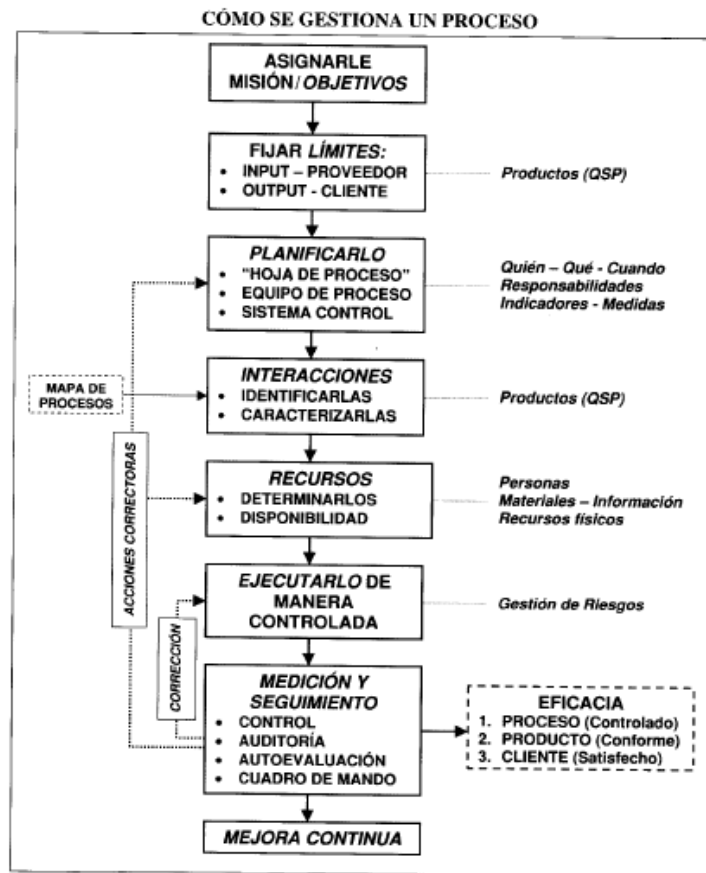 CÓMO SE GESTIONA UN PROCESO
ASIGNARLE
MISIÓN/OBJETIVOS
FIJAR LÍMITES:
• INPUT – PROVEEDOR
• OUTPUT - CLIENTE
Productos (QSP)
PLANIFICARLO
• "HOJA DE PROCESO"
• EQUIPO DE PROCESO
• SISTEMA CONTROL
Quién – Qué - Cuando
Responsabilidades
Indicadores - Medidas
MAPA DE
PROCESOS
INTERACCIONES
• IDENTIFICARLAS
• CARACTERIZARLAS
Productos (QSP)
ACCIONES CORRECTORAS
RECURSOS
• DETERMINARLOS
• DISPONIBILIDAD
Personas
Materiales – Información
Recursos físicos
EJECUTARLO DE
MANERA
CONTROLADA
Gestión de Riesgos
CORRECCIÓN
MEDICIÓN Y
SEGUIMIENTO
• CONTROL
• AUDITORÍA
• AUTOEVALUACIÓN
• CUADRO DE MANDO
EFICACIA
1. PROCESO (Controlado)
2. PRODUCTO (Conforme)
3. CLIENTE (Satisfecho)
MEJORA CONTINUA